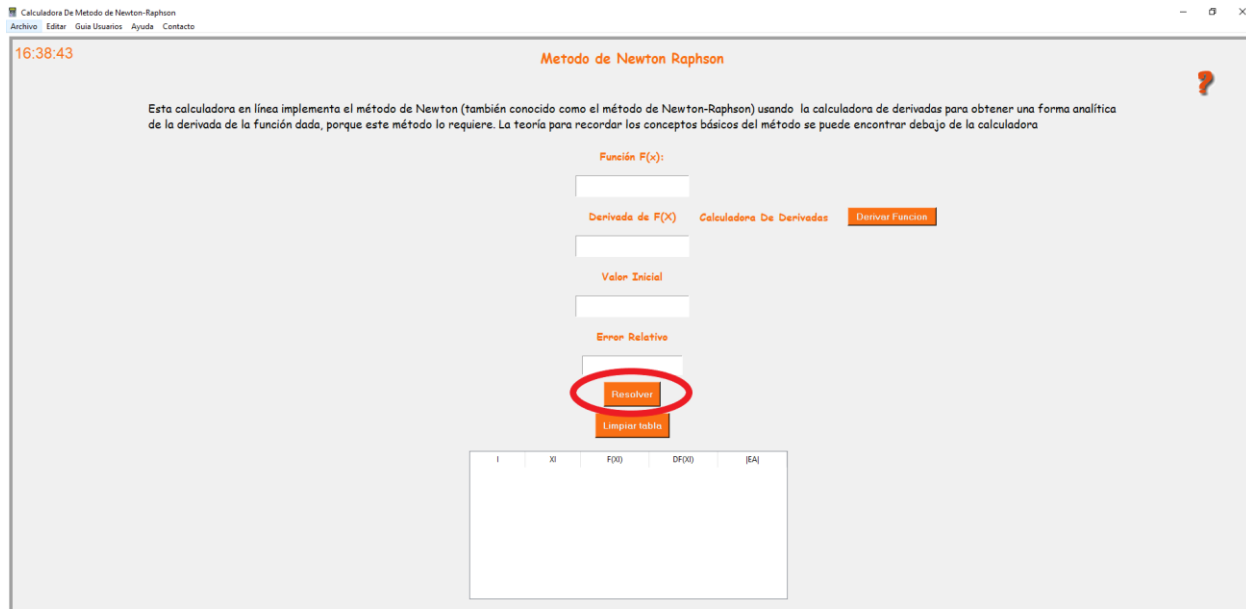 Calculadora De Metodo de Newton-Raphson
Archivo Editar Guia Usuarios Ayuda Contacto
16:38:43
Metodo de Newton Raphson
?
Esta calculadora en línea implementa el método de Newton (también conocido como el método de Newton-Raphson) usando la calculadora de derivadas para obtener una forma analítica
de la derivada de la función dada, porque este método lo requiere. La teoría para recordar los conceptos básicos del método se puede encontrar debajo de la calculadora
Función F(x):
Derivada de F(X) Calculadora De Derivadas Derivar Funcion
Valor Inicial
Error Relativo
Resolver
Limpiar tabla
I XI F(XI) DF(XI) |EA|